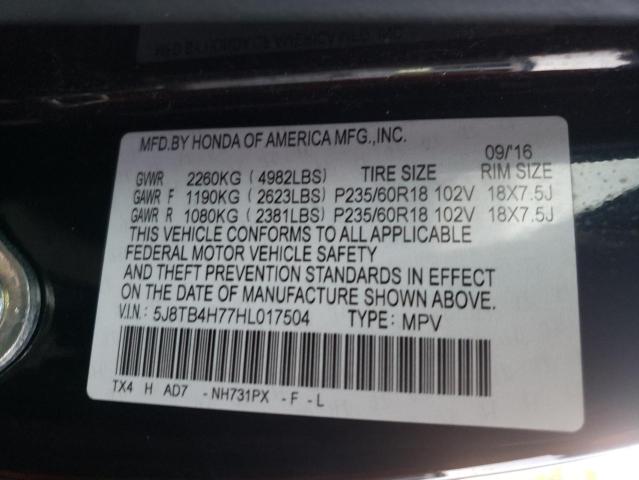 MFD.BY HONDA OF AMERICA MFG.,INC.
09/'16
GVWR 2260KG (4982LBS) TIRE SIZE RIM SIZE
GAWR F 1190KG (2623LBS) P235/60R18 102V 18X7.5J
GAWR R 1080KG (2381LBS) P235/60R18 102V 18X7.5J
THIS VEHICLE CONFORMS TO ALL APPLICABLE
FEDERAL MOTOR VEHICLE SAFETY
AND THEFT PREVENTION STANDARDS IN EFFECT
ON THE DATE OF MANUFACTURE SHOWN ABOVE.
V.I.N.: 5J8TB4H77HL017504 TYPE: MPV
TX4 H AD7 -NH731PX -F -L